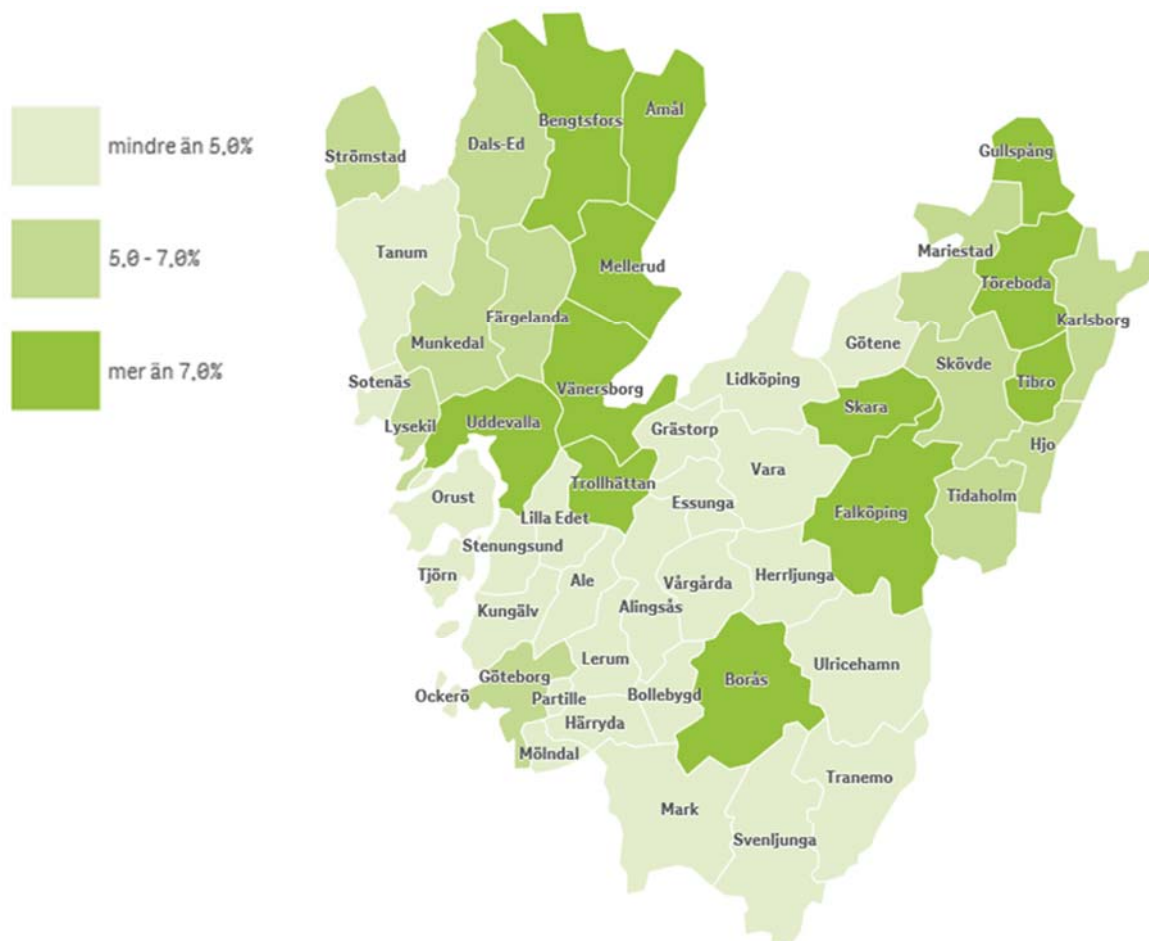 mindre än 5,0%
5,0 - 7,0%
mer än 7,0%
Bengtsfors
Åmål
Dals-Ed
Strömstad
Gullspång
Tanum
Mariestad
Mellerud
Töreboda
Färgelanda
Karlsborg
Munkedal
Götene
Skövde
Lidköping
Tibro
Sotenäs
Vänersborg
Skara
Lysekil
Uddevalla
Grästorp
Hjo
Vara
Trollhättan
Orust
Essunga
Tidaholm
Falköping
Lilla Edet
Stenungsund
Tjörn
Ale
Vårgårda
Herrljunga
Kungälv
Alingsås
Lerum
Ulricehamn
Göteborg
Borås
Ockerö
Partille
Bollebygd
Härryda
Mölndal
Tranemo
Mark
Svenljunga